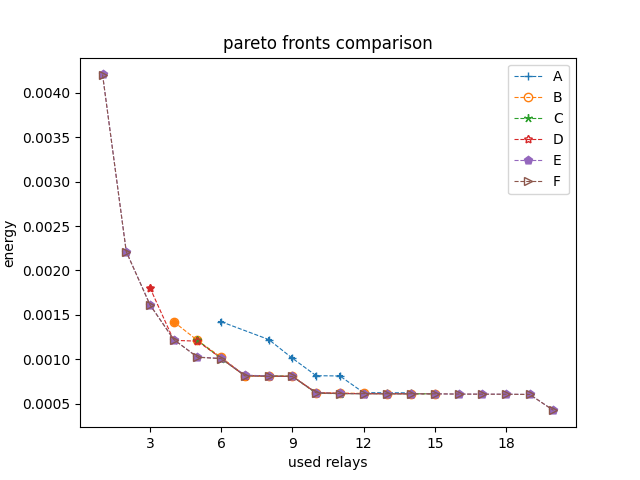 pareto fronts comparison
A
B
C
D
E
F
0.0040
0.0035
0.0030
0.0025
0.0020
0.0015
0.0010
0.0005
energy
3 6 9 12 15 18
used relays